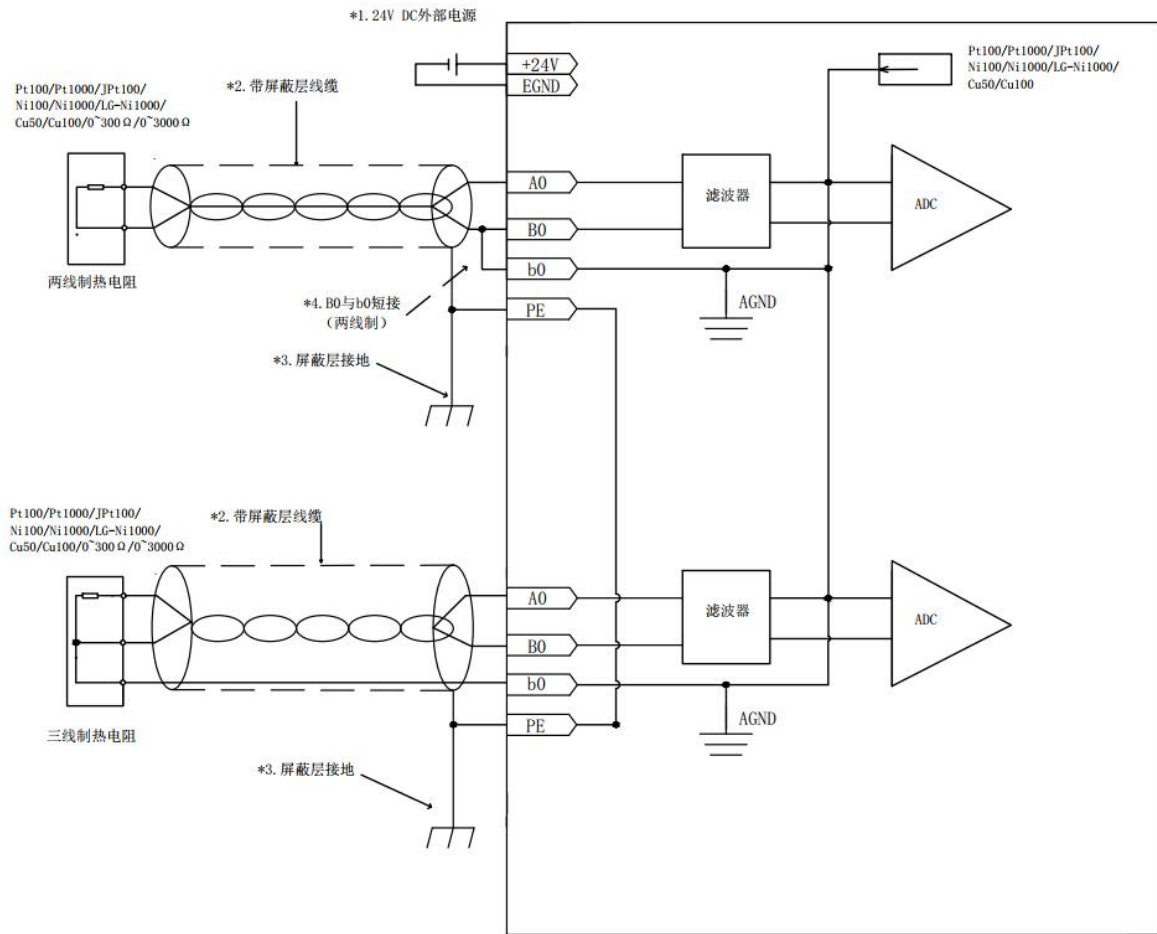 *1.24V DC外部电源
+24V
EGND
Pt100/Pt1000/JPt100/
Ni100/Ni1000/LG-Ni1000/
Cu50/Cu100
*2.带屏蔽层线缆
Pt100/Pt1000/JPt100/
Ni100/Ni1000/LG-Ni1000/
Cu50/Cu100/0~300Ω/0~3000Ω
A0
B0
b0
PE
滤波器
ADC
AGND
两线制热电阻
*4.B0与b0短接
(两线制)
*3.屏蔽层接地
Pt100/Pt1000/JPt100/
Ni100/Ni1000/LG-Ni1000/
Cu50/Cu100/0~300Ω/0~3000Ω
*2.带屏蔽层线缆
A0
B0
b0
PE
滤波器
ADC
AGND
三线制热电阻
*3.屏蔽层接地